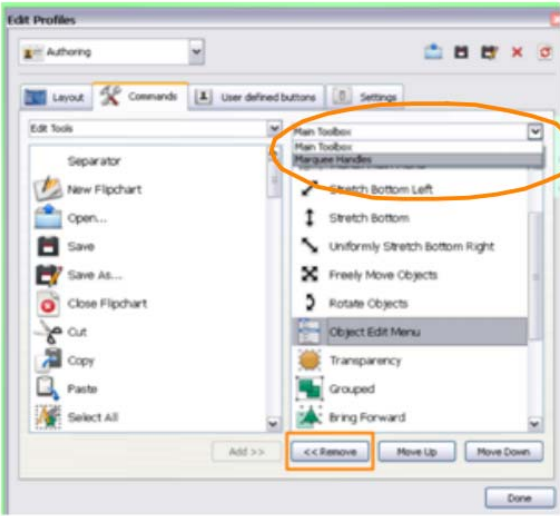 Edit Profiles
Authoring
Layout Commands User defined buttons Settings
Edit Tools
Separator
New Flipchart
Open...
Save
Save As...
Close Flipchart
Cut
Copy
Paste
Select All
Main Toolbox
Main Toolbox
Marquee Handles
Stretch Bottom Left
Stretch Bottom
Uniformly Stretch Bottom Right
Freely Move Objects
Rotate Objects
Object Edit Menu
Transparency
Grouped
Bring Forward
Add >> << Remove Move Up Move Down
Done